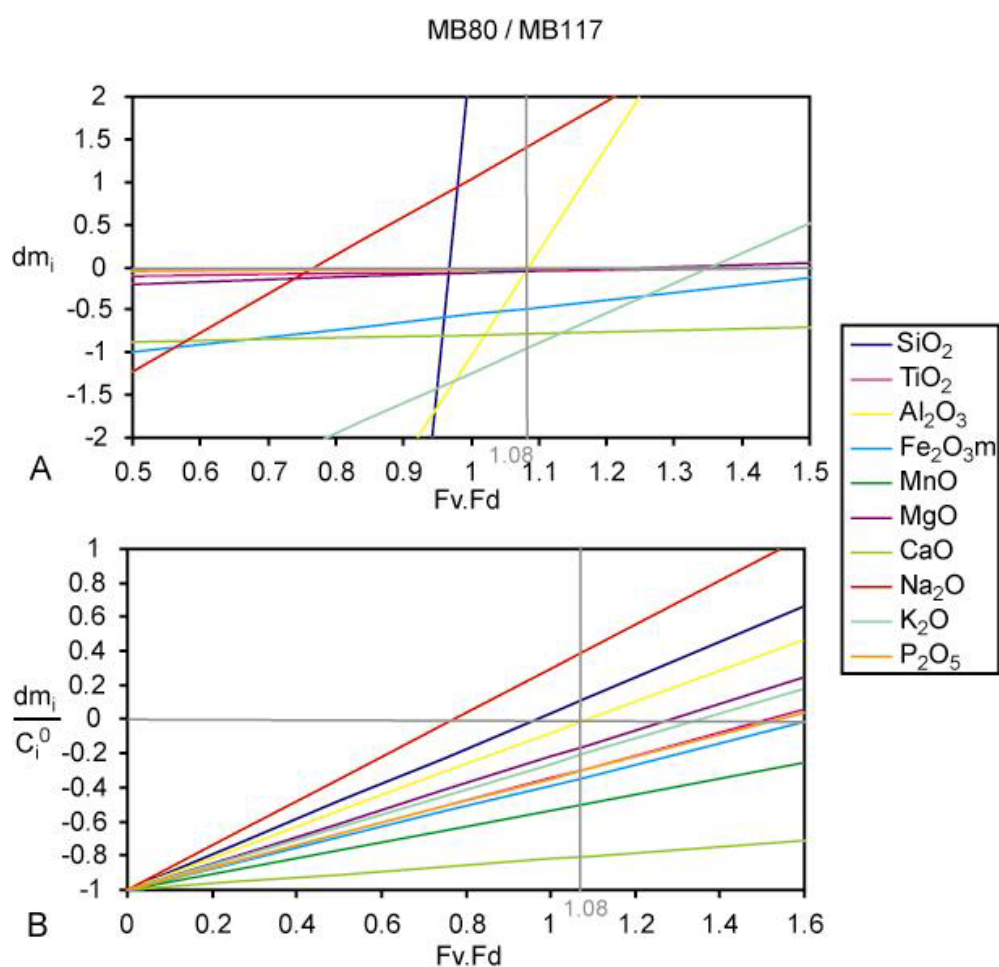 MB80 / MB117
2
1.5
1
0.5
0
-0.5
-1
-1.5
-2
dmᵢ
1.08
0.5 0.6 0.7 0.8 0.9 1 1.1 1.2 1.3 1.4 1.5
Fv.Fd
A
SiO₂
TiO₂
Al₂O₃
Fe₂O₃m
MnO
MgO
CaO
Na₂O
K₂O
P₂O₅
1
0.8
0.6
0.4
0.2
0
-0.2
-0.4
-0.6
-0.8
-1
dmᵢ
Cᵢ⁰
1.08
0 0.2 0.4 0.6 0.8 1 1.2 1.4 1.6
Fv.Fd
B